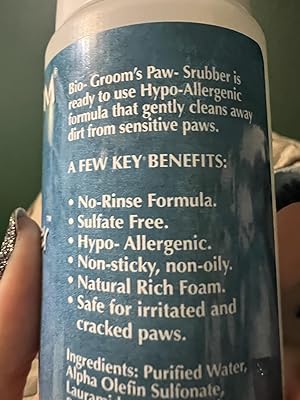 Bio- Groom's Paw- Srubber is
ready to use Hypo-Allergenic
formula that gently cleans away
dirt from sensitive paws.
A FEW KEY BENEFITS:
• No-Rinse Formula.
• Sulfate Free.
• Hypo- Allergenic.
• Non-sticky, non-oily.
• Natural Rich Foam.
• Safe for irritated and
cracked paws.
Ingredients: Purified Water,
Alpha Olefin Sulfonate,